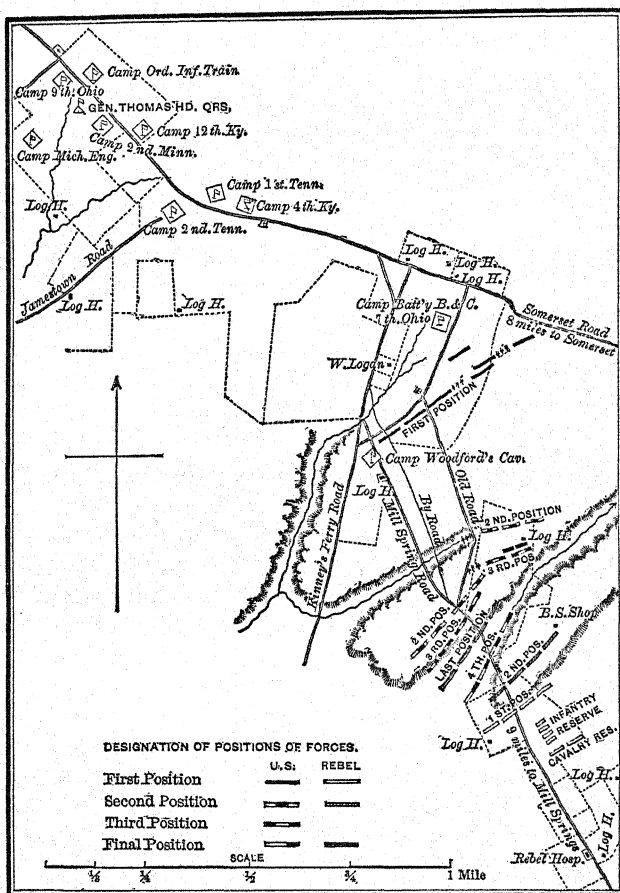 Camp Ord. Inf. Train
Camp 9th. Ohio
GEN. THOMAS HD. QRS,
Camp 12th. Ky.
Camp 2nd. Minn.
Camp Mich. Eng.
Camp 1st. Tenn.
Log H.
Camp 4th. Ky.
Camp 2nd. Tenn.
Jamestown Road
Log H.
Log H.
Log H.
Log H.
Log H.
Camp Batt'y B. & C.
1th. Ohio
Somerset Road
8 miles to Somerset
W. Logan
FIRST POSITION
Camp Woodford's Cav.
Log H.
Kinney's Ferry Road
Mill Spring Road
By Road
Old Road
2 ND. POSITION
Log H.
3 RD. POS.
2 ND. POS.
3 RD. POS.
LAST POSITION
4 TH. POS.
B.S. Shop
2 ND. POS.
1 ST. POS.
INFANTRY
RESERVE
CAVALRY RES.
Log H.
9 miles to Mill Springs
Log H.
Log H.
Rebel Hosp.
DESIGNATION OF POSITIONS OF FORCES.
U.S. REBEL
First Position
Second Position
Third Position
Final Position
SCALE
1/8 1/4 1/2 3/4 1 Mile